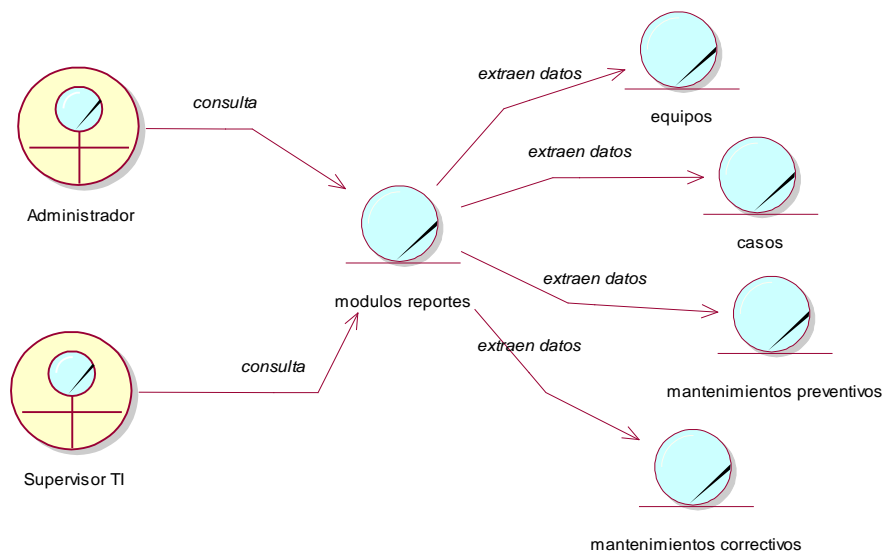 extraen datos
equipos
consulta
extraen datos
Administrador
casos
extraen datos
modulos reportes
extraen datos
consulta
mantenimientos preventivos
Supervisor TI
mantenimientos correctivos